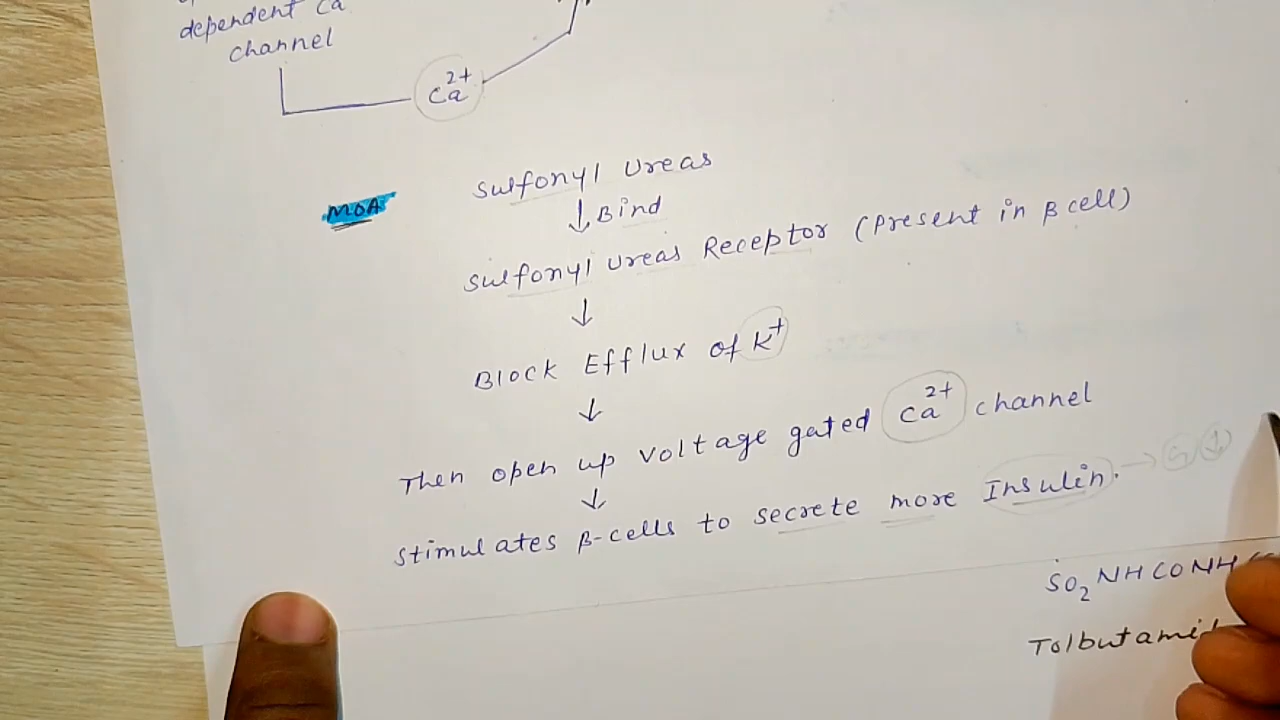 dependent Ca
channel
Ca²⁺
MOA
Sulfonyl Ureas
↓ Bind
Sulfonyl Ureas Receptor (Present in β cell)
↓
Block Efflux of K⁺
↓
Then open up voltage gated Ca²⁺ channel
↓
Stimulates β-cells to secrete more Insulin. → G ↓
SO₂NHCONH